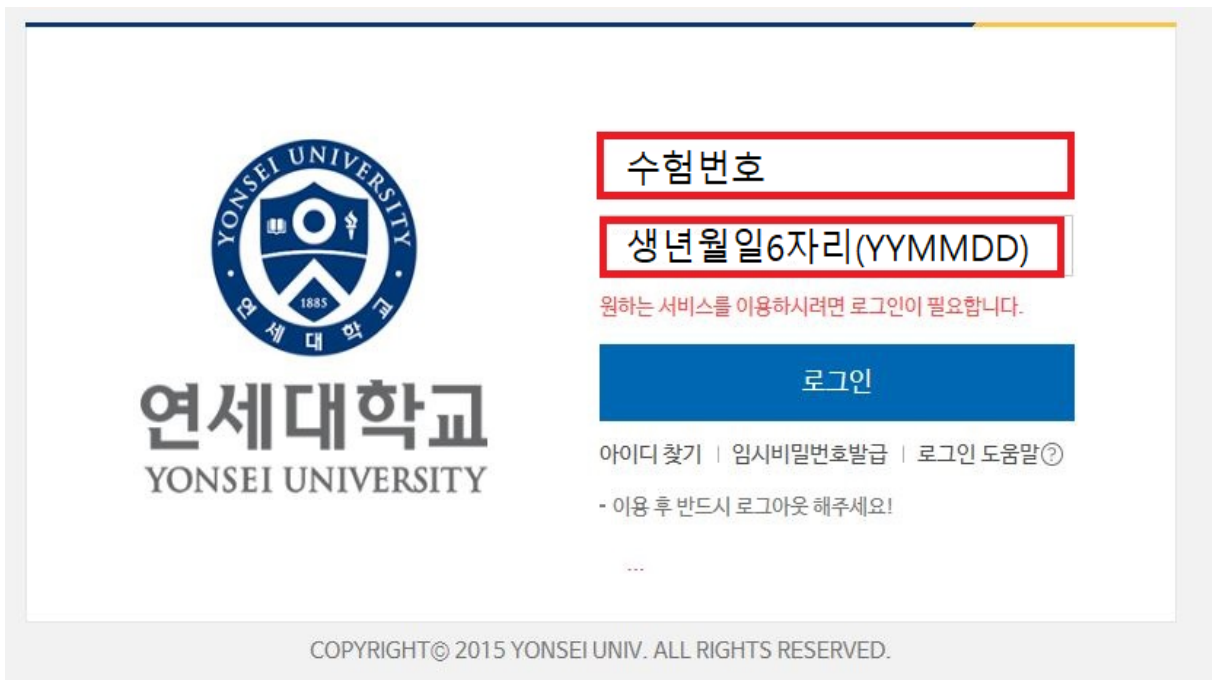 YONSEI UNIVERSITY
1885
연세대학교
연세대학교
YONSEI UNIVERSITY
수험번호
생년월일6자리(YYMMDD)
원하는 서비스를 이용하시려면 로그인이 필요합니다.
로그인
아이디 찾기 | 임시비밀번호발급 | 로그인 도움말?
- 이용 후 반드시 로그아웃 해주세요!
...
COPYRIGHT© 2015 YONSEI UNIV. ALL RIGHTS RESERVED.